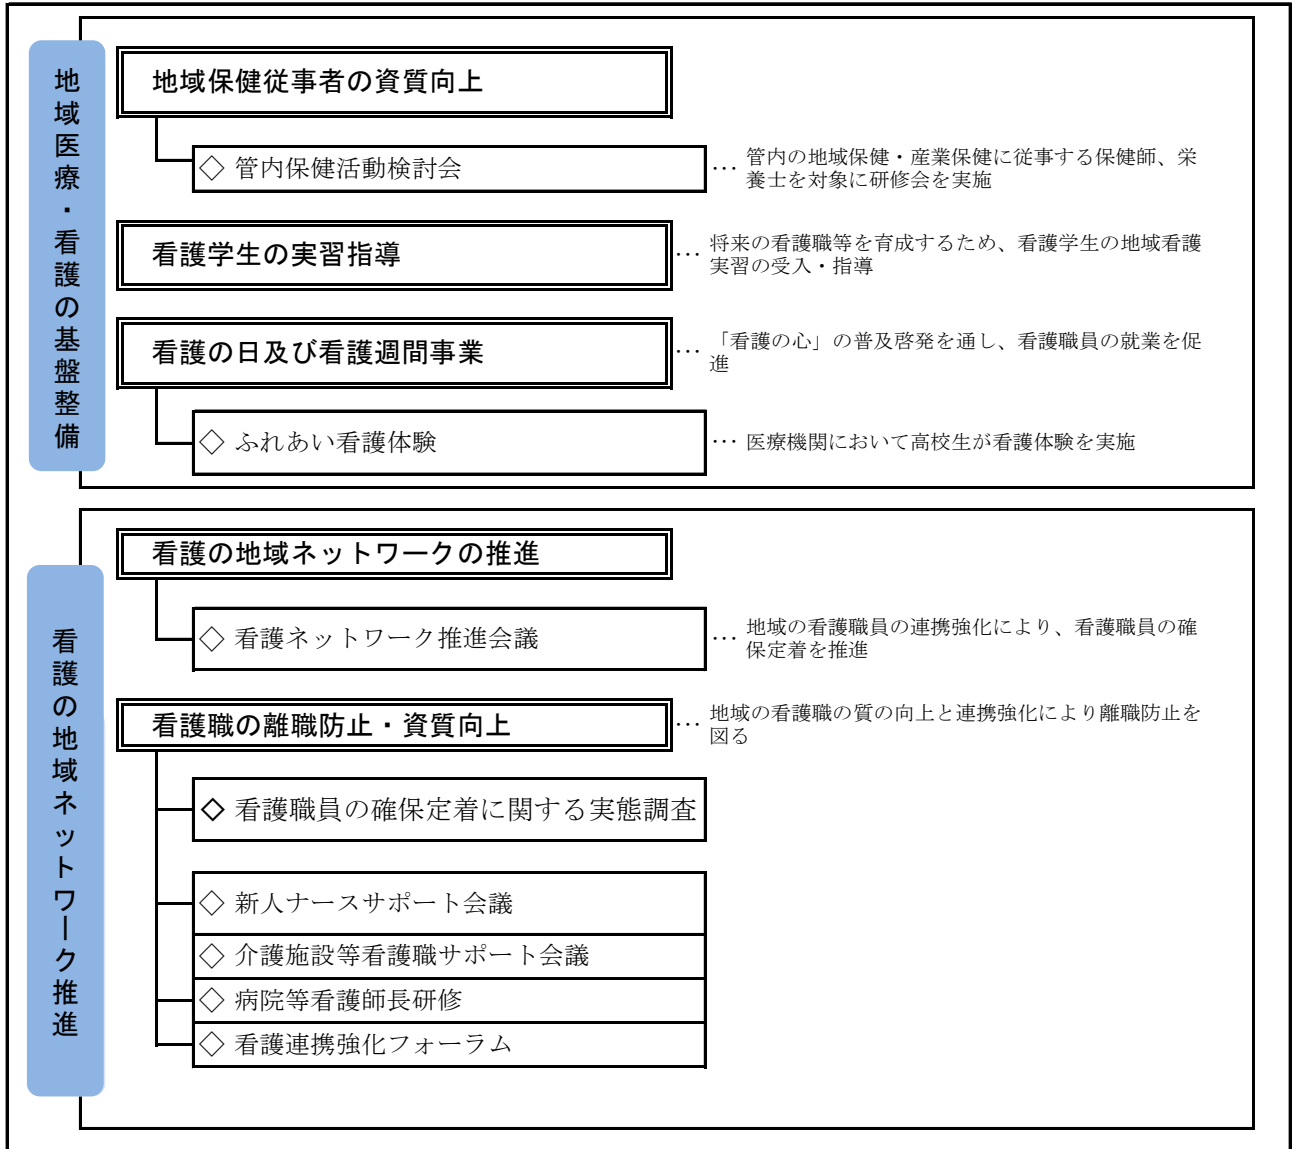 地域医療・看護の基盤整備
地域保健従事者の資質向上
◇ 管内保健活動検討会
… 管内の地域保健・産業保健に従事する保健師、栄
養士を対象に研修会を実施
看護学生の実習指導
… 将来の看護職等を育成するため、看護学生の地域看護
実習の受入・指導
看護の日及び看護週間事業
… 「看護の心」の普及啓発を通し、看護職員の就業を促
進
◇ ふれあい看護体験
… 医療機関において高校生が看護体験を実施
看護の地域ネットワーク推進
看護の地域ネットワークの推進
◇ 看護ネットワーク推進会議
… 地域の看護職員の連携強化により、看護職員の確
保定着を推進
看護職の離職防止・資質向上
… 地域の看護職の質の向上と連携強化により離職防止を
図る
◇ 看護職員の確保定着に関する実態調査
◇ 新人ナースサポート会議
◇ 介護施設等看護職サポート会議
◇ 病院等看護師長研修
◇ 看護連携強化フォーラム